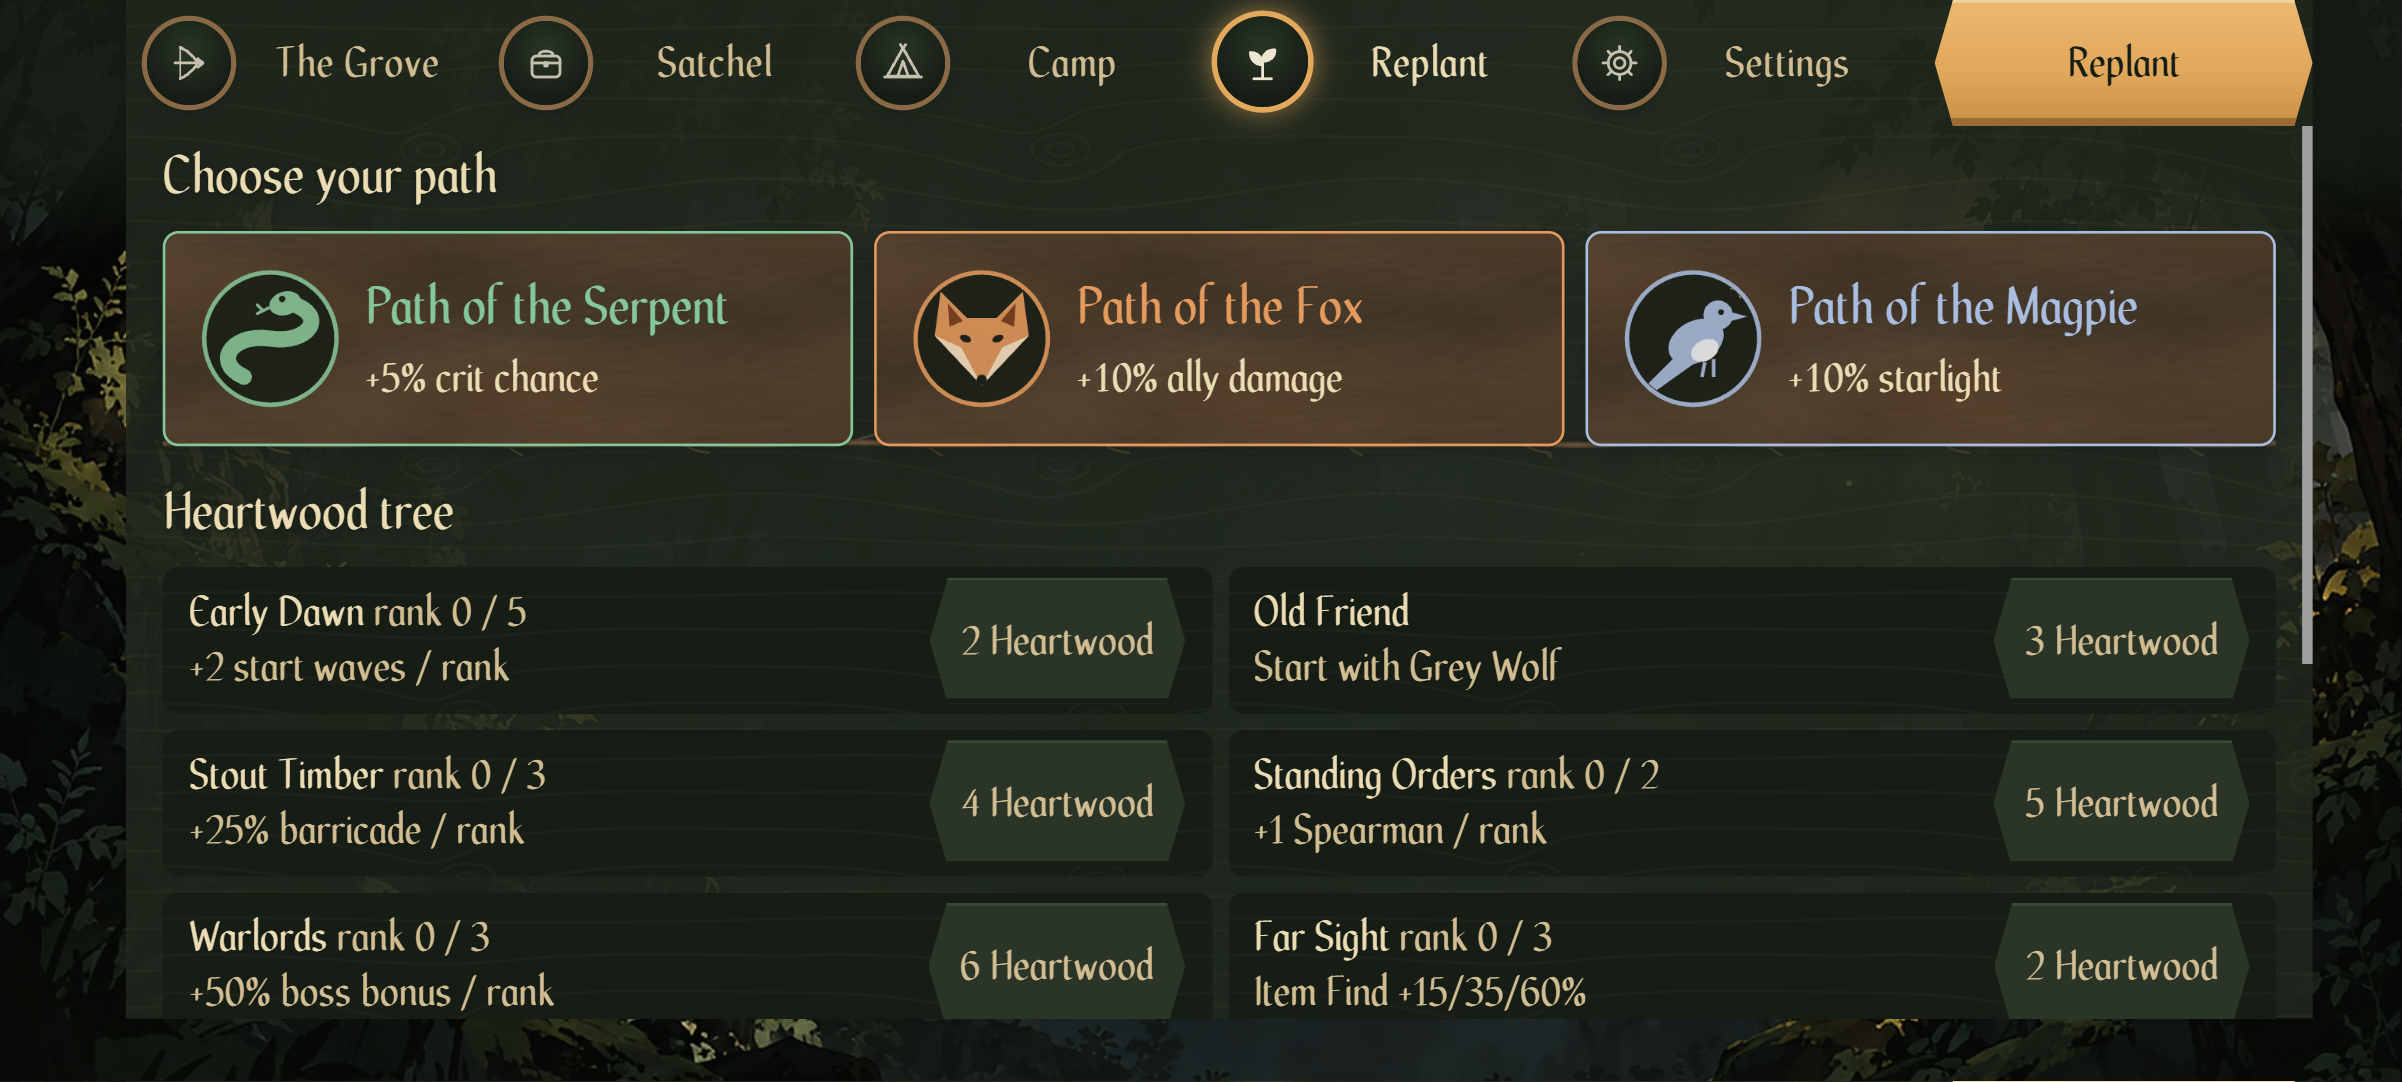 The Grove
Satchel
Camp
Replant
Settings
Replant
Choose your path
Path of the Serpent
+5% crit chance
Path of the Fox
+10% ally damage
Path of the Magpie
+10% starlight
Heartwood tree
Early Dawn rank 0 / 5
+2 start waves / rank
2 Heartwood
Old Friend
Start with Grey Wolf
3 Heartwood
Stout Timber rank 0 / 3
+25% barricade / rank
4 Heartwood
Standing Orders rank 0 / 2
+1 Spearman / rank
5 Heartwood
Warlords rank 0 / 3
+50% boss bonus / rank
6 Heartwood
Far Sight rank 0 / 3
Item Find +15/35/60%
2 Heartwood